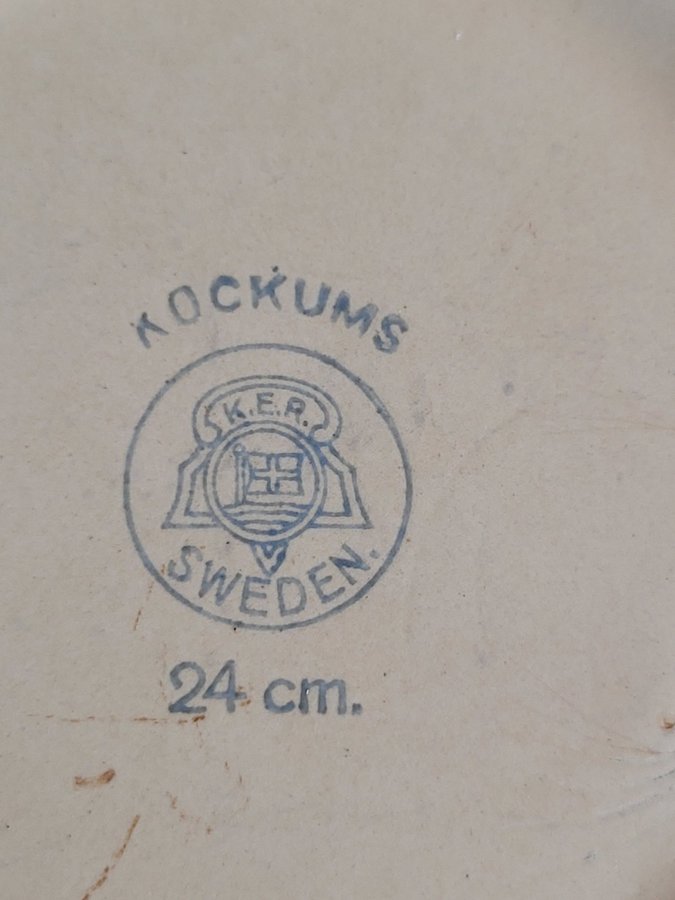 KOCKUMS
K.E.R.
SWEDEN.
24 cm.